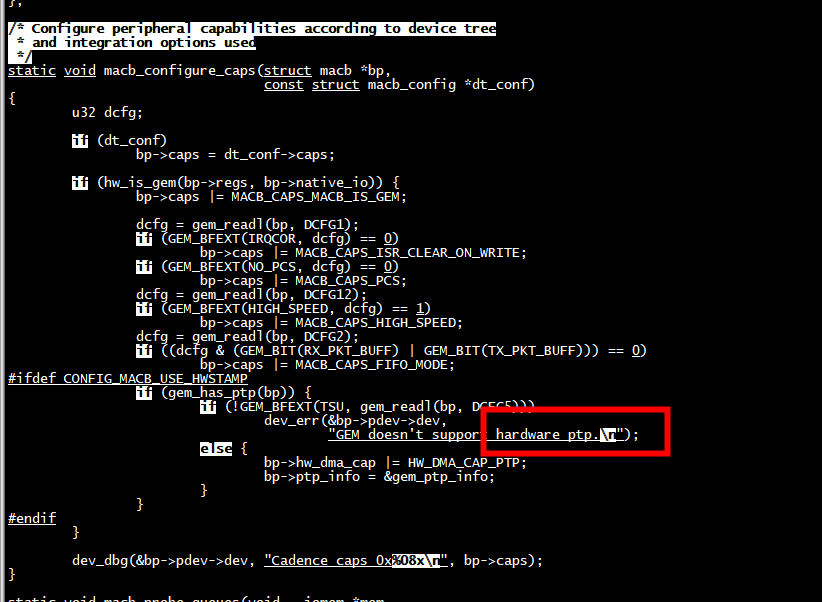 };
/* Configure peripheral capabilities according to device tree
 * and integration options used
 */
static void macb_configure_caps(struct macb *bp,
                                const struct macb_config *dt_conf)
{
        u32 dcfg;
        if (dt_conf)
                bp->caps = dt_conf->caps;
        if (hw_is_gem(bp->regs, bp->native_io)) {
                bp->caps |= MACB_CAPS_MACB_IS_GEM;
                dcfg = gem_readl(bp, DCFG1);
                if (GEM_BFEXT(IRQCOR, dcfg) == 0)
                        bp->caps |= MACB_CAPS_ISR_CLEAR_ON_WRITE;
                if (GEM_BFEXT(NO_PCS, dcfg) == 0)
                        bp->caps |= MACB_CAPS_PCS;
                dcfg = gem_readl(bp, DCFG12);
                if (GEM_BFEXT(HIGH_SPEED, dcfg) == 1)
                        bp->caps |= MACB_CAPS_HIGH_SPEED;
                dcfg = gem_readl(bp, DCFG2);
                if ((dcfg & (GEM_BIT(RX_PKT_BUFF) | GEM_BIT(TX_PKT_BUFF))) == 0)
                        bp->caps |= MACB_CAPS_FIFO_MODE;
#ifdef CONFIG_MACB_USE_HWSTAMP
                if (gem_has_ptp(bp)) {
                        if (!GEM_BFEXT(TSU, gem_readl(bp, DCFG5)))
                                dev_err(&bp->pdev->dev,
                                        "GEM doesn't support hardware ptp.\n");
                        else {
                                bp->hw_dma_cap |= HW_DMA_CAP_PTP;
                                bp->ptp_info = &gem_ptp_info;
                        }
                }
#endif
        }
        dev_dbg(&bp->pdev->dev, "Cadence caps 0x%08x\n", bp->caps);
}
static void macb_probe_queues(void __iomem *mem,